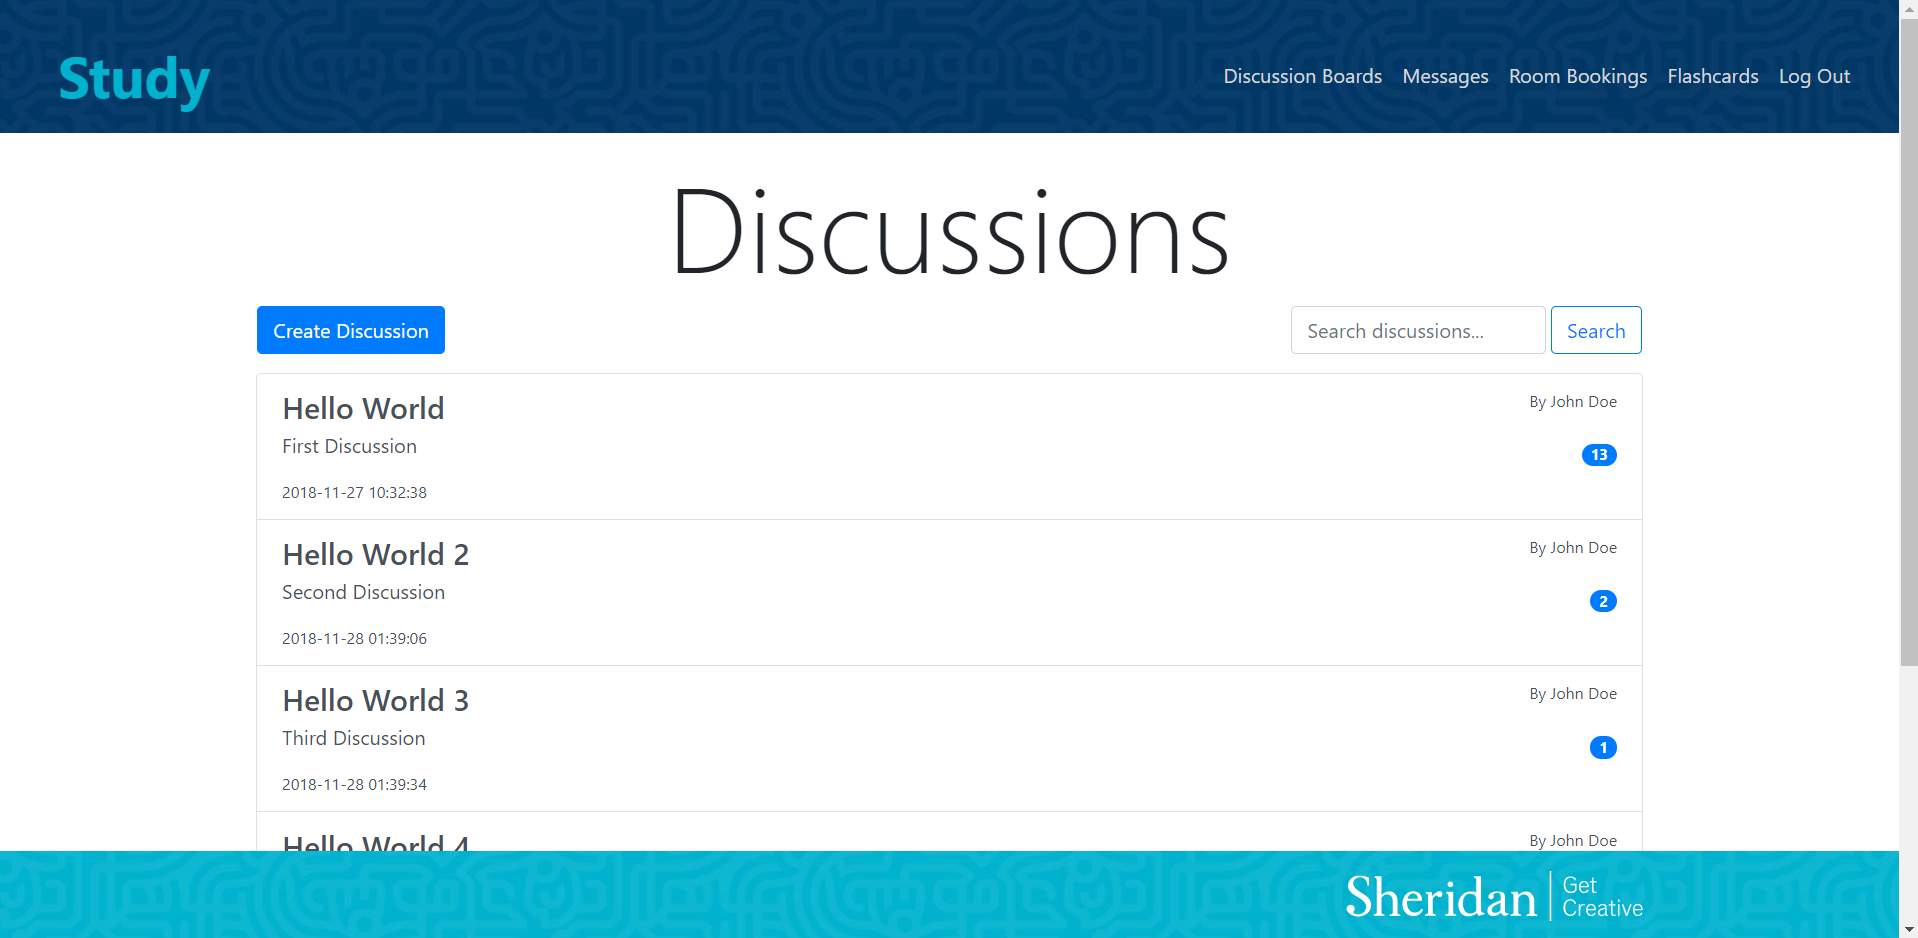 Study
Discussion Boards Messages Room Bookings Flashcards Log Out
Discussions
Create Discussion
Search discussions...
Search
Hello World
By John Doe
First Discussion
13
2018-11-27 10:32:38
Hello World 2
By John Doe
Second Discussion
2
2018-11-28 01:39:06
Hello World 3
By John Doe
Third Discussion
1
2018-11-28 01:39:34
Hello World 4
By John Doe
Sheridan
Get
Creative